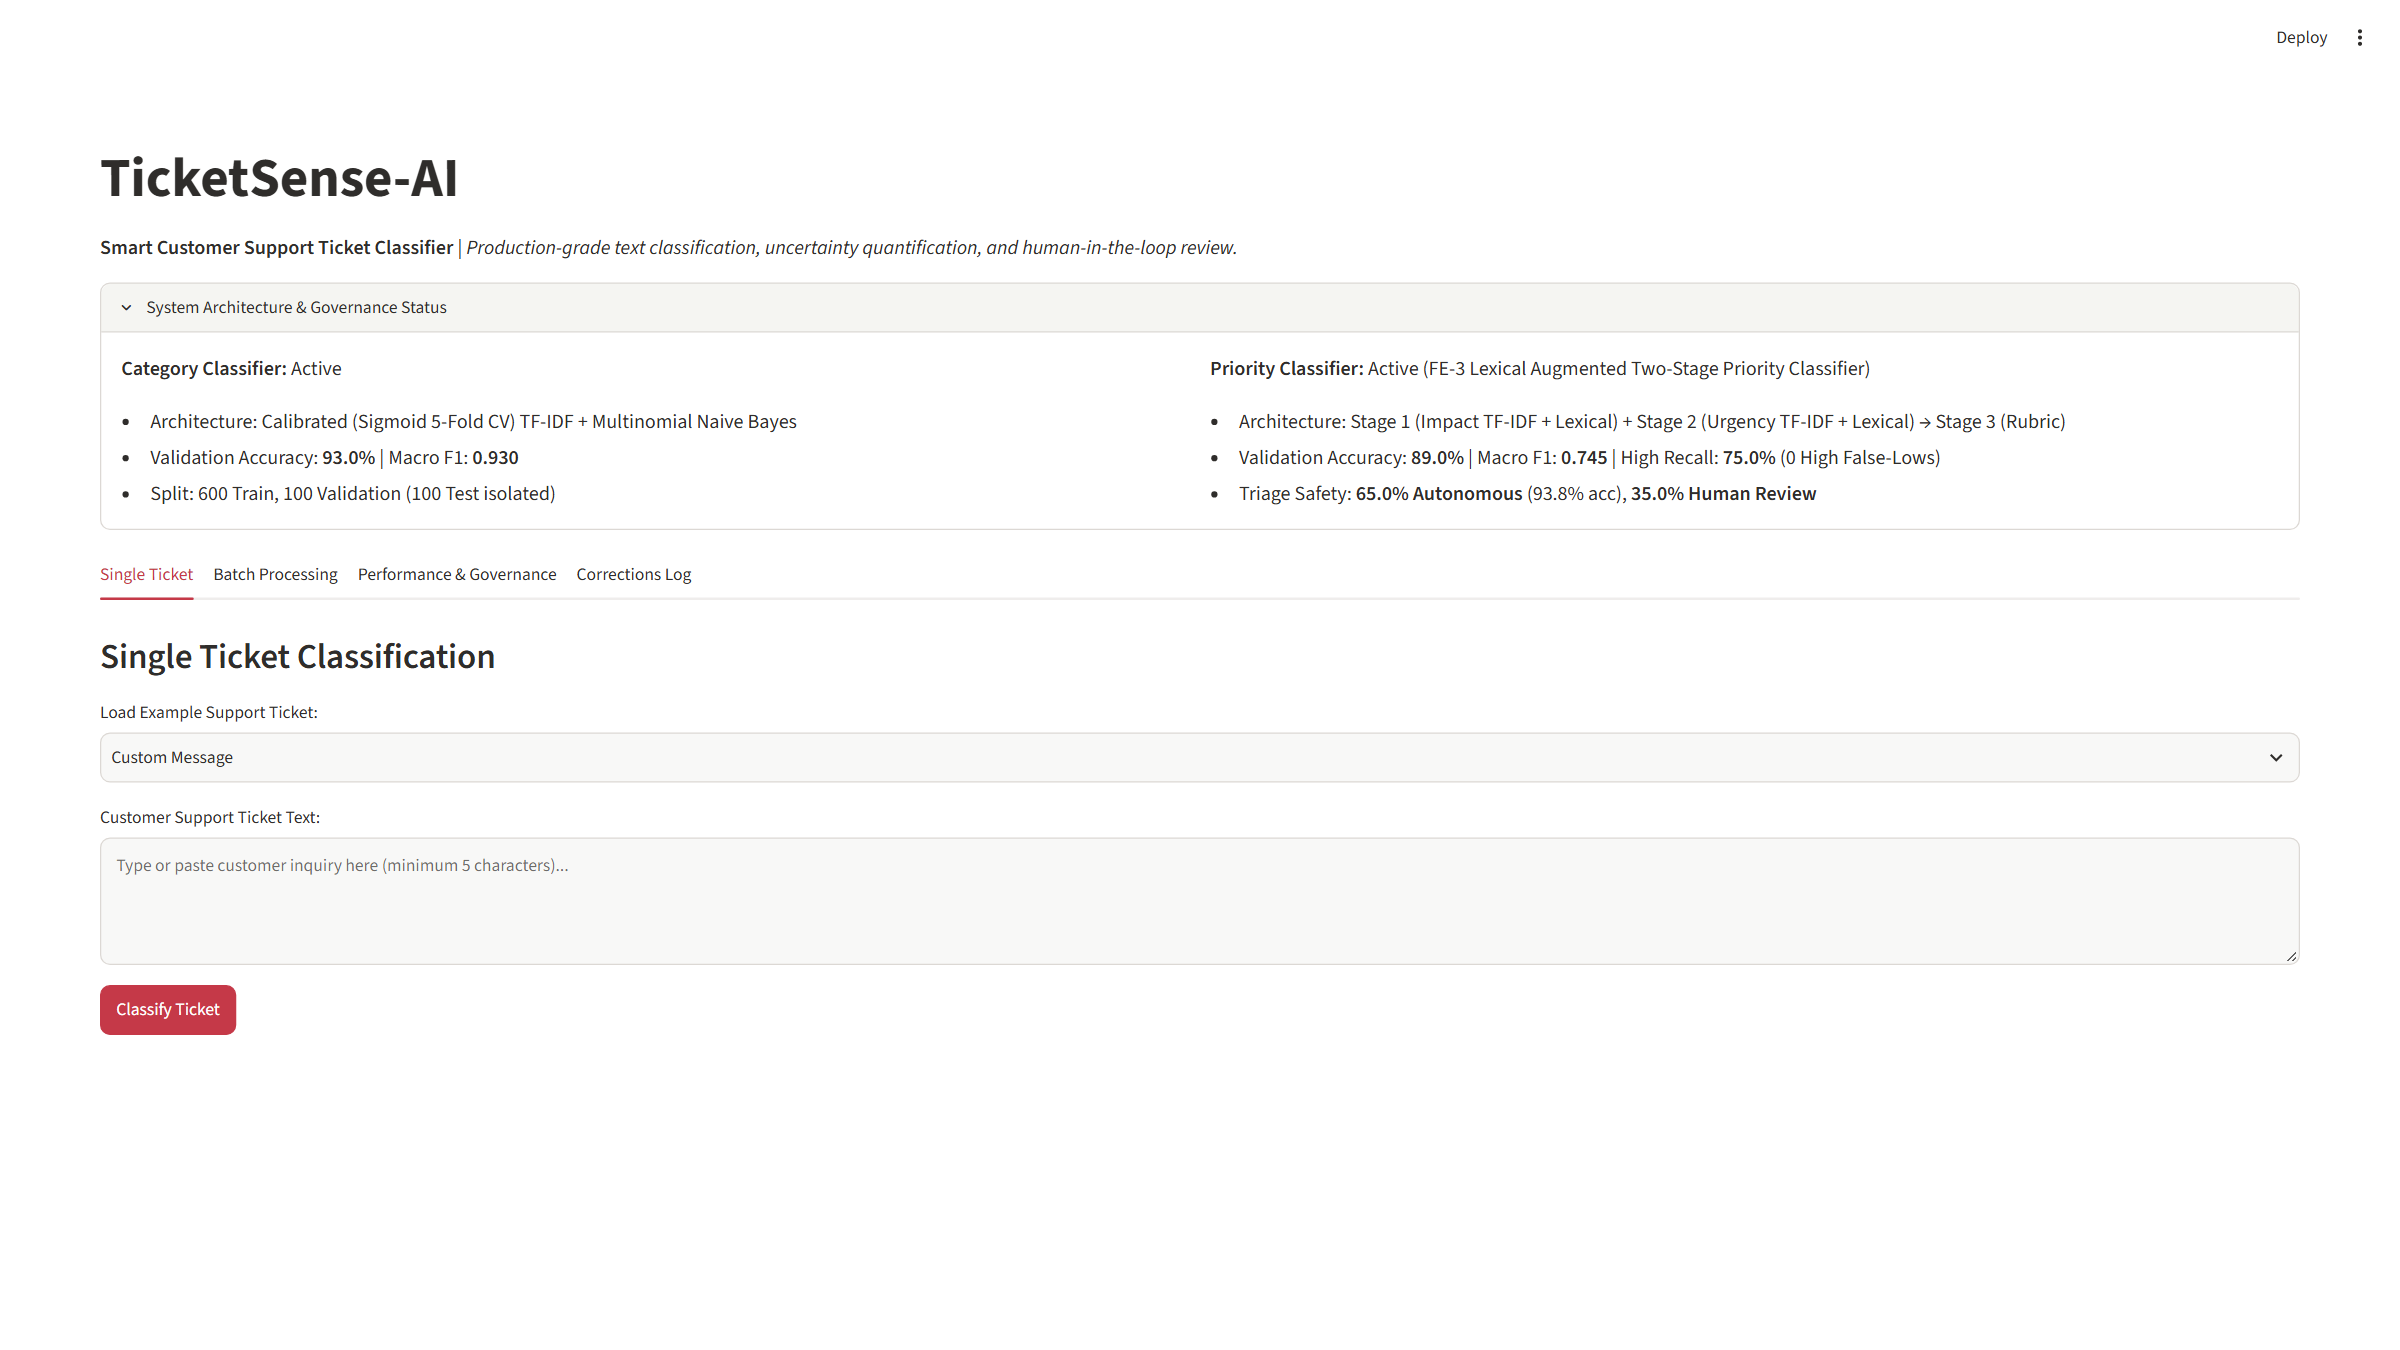 Deploy
TicketSense-AI
Smart Customer Support Ticket Classifier | Production-grade text classification, uncertainty quantification, and human-in-the-loop review.
System Architecture & Governance Status
Category Classifier: Active
• Architecture: Calibrated (Sigmoid 5-Fold CV) TF-IDF + Multinomial Naive Bayes
• Validation Accuracy: 93.0% | Macro F1: 0.930
• Split: 600 Train, 100 Validation (100 Test isolated)
Priority Classifier: Active (FE-3 Lexical Augmented Two-Stage Priority Classifier)
• Architecture: Stage 1 (Impact TF-IDF + Lexical) + Stage 2 (Urgency TF-IDF + Lexical) → Stage 3 (Rubric)
• Validation Accuracy: 89.0% | Macro F1: 0.745 | High Recall: 75.0% (0 High False-Lows)
• Triage Safety: 65.0% Autonomous (93.8% acc), 35.0% Human Review
Single Ticket Batch Processing Performance & Governance Corrections Log
Single Ticket Classification
Load Example Support Ticket:
Custom Message
Customer Support Ticket Text:
Type or paste customer inquiry here (minimum 5 characters)...
Classify Ticket